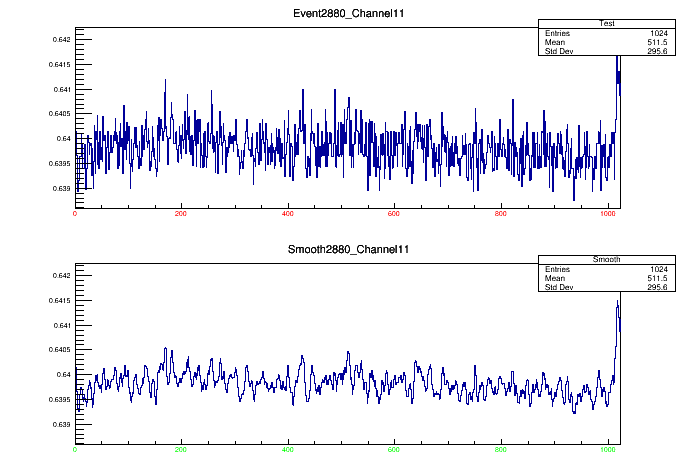 Event2880_Channel11
Test
Entries 1024
Mean 511.5
Std Dev 295.6
0.642
0.6415
0.641
0.6405
0.64
0.6395
0.639
0 200 400 600 800 1000
Smooth2880_Channel11
Smooth
Entries 1024
Mean 511.5
Std Dev 295.6
0.642
0.6415
0.641
0.6405
0.64
0.6395
0.639
0 200 400 600 800 1000